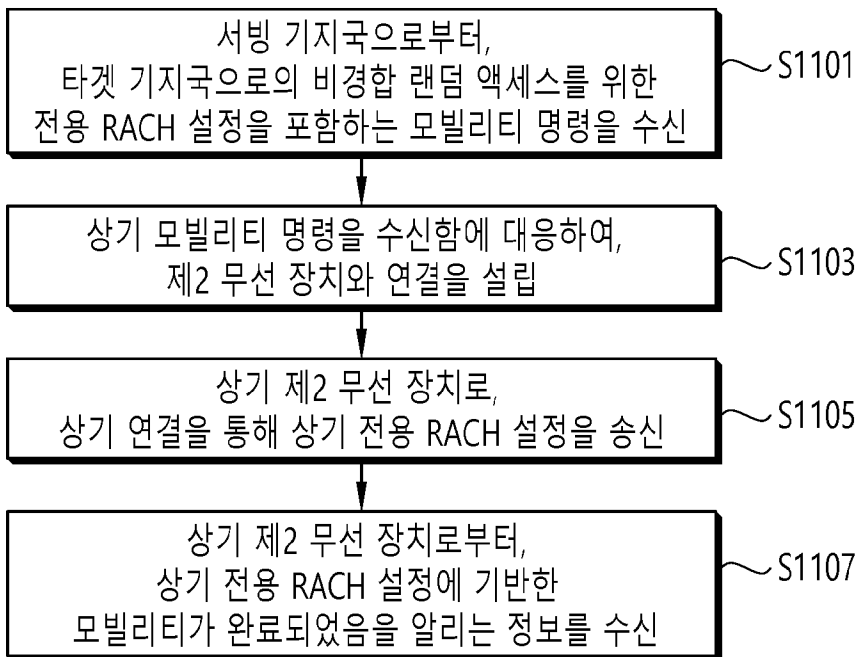 서빙 기지국으로부터,
타겟 기지국으로의 비경합 랜덤 액세스를 위한
전용 RACH 설정을 포함하는 모빌리티 명령을 수신
S1101
상기 모빌리티 명령을 수신함에 대응하여,
제2 무선 장치와 연결을 설립
S1103
상기 제2 무선 장치로,
상기 연결을 통해 상기 전용 RACH 설정을 송신
S1105
상기 제2 무선 장치로부터,
상기 전용 RACH 설정에 기반한
모빌리티가 완료되었음을 알리는 정보를 수신
S1107